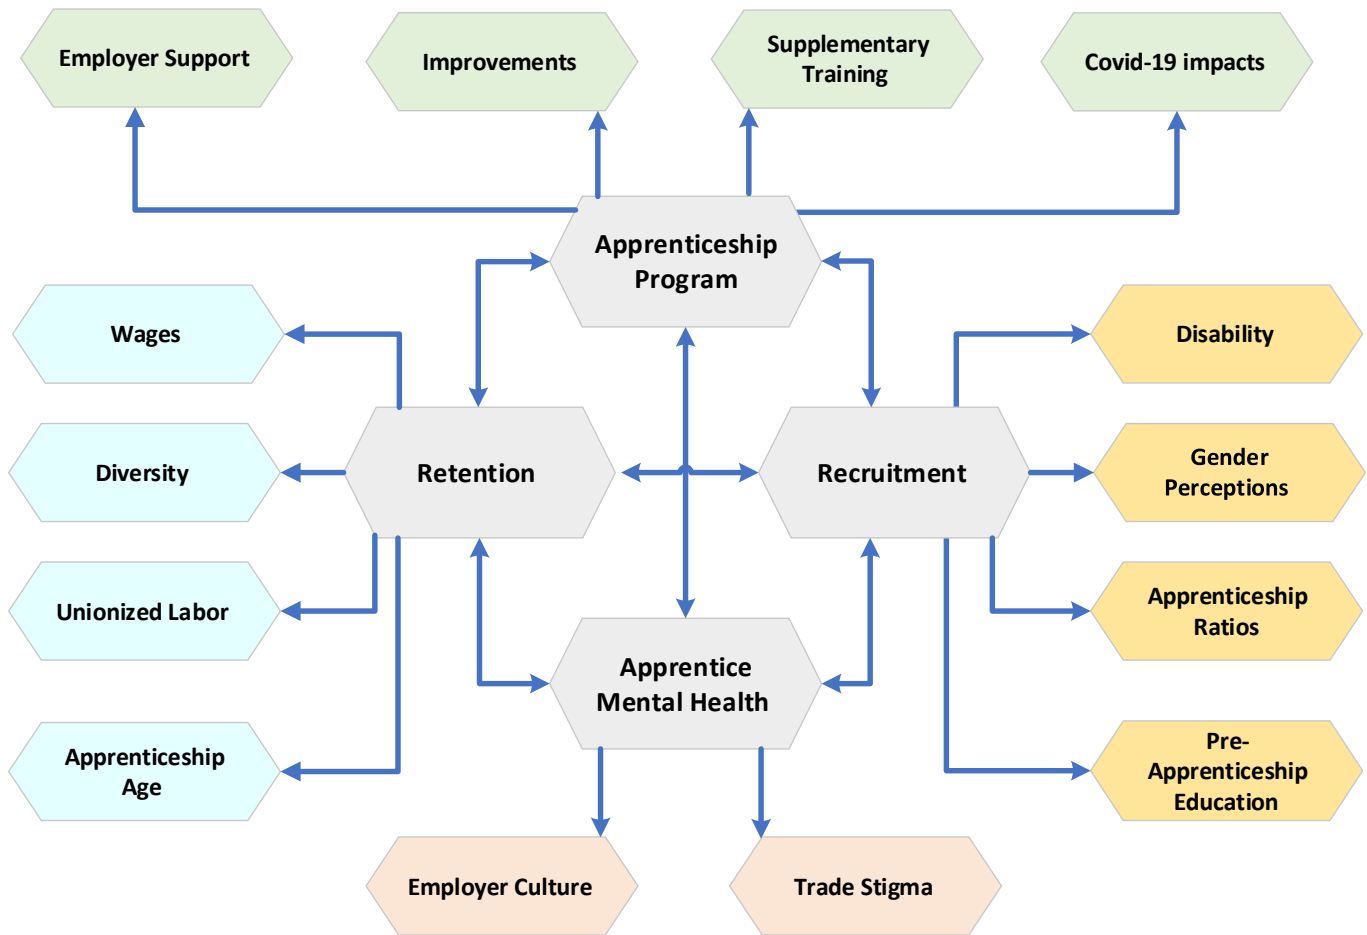 Employer Support
Improvements
Supplementary
Training
Covid-19 impacts
Apprenticeship
Program
Wages
Disability
Diversity
Retention
Recruitment
Gender
Perceptions
Unionized Labor
Apprenticeship
Ratios
Apprentice
Mental Health
Apprenticeship
Age
Pre-
Apprenticeship
Education
Employer Culture
Trade Stigma